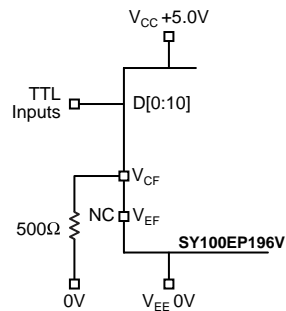 VCC +5.0V
TTL
Inputs
D[0:10]
VCF
500Ω
NC
VEF
SY100EP196V
0V
VEE 0V